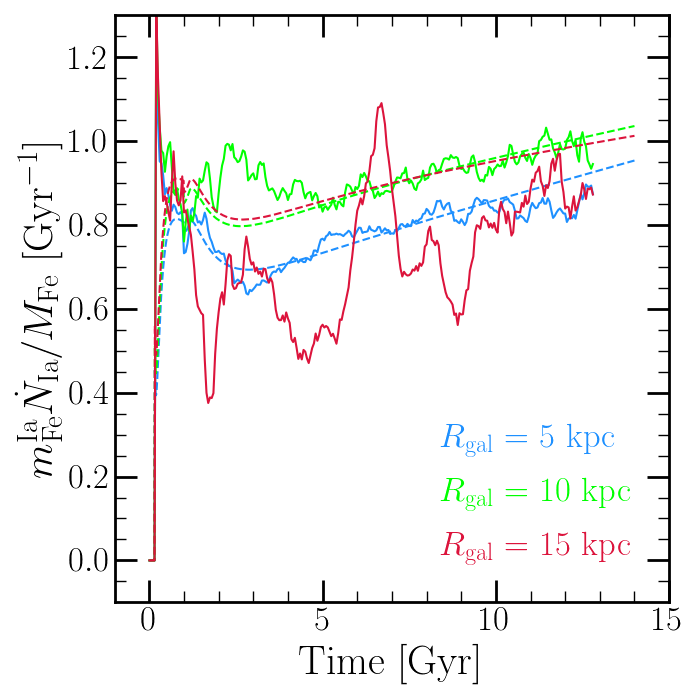 1.2
1.0
0.8
0.6
0.4
0.2
0.0
$m_{\rm Fe}^{\rm Ia} \dot{N}_{\rm Ia} / M_{\rm Fe}$ [Gyr$^{-1}$]
$R_{\rm gal}$ = 5 kpc
$R_{\rm gal}$ = 10 kpc
$R_{\rm gal}$ = 15 kpc
0 5 10 15
Time [Gyr]